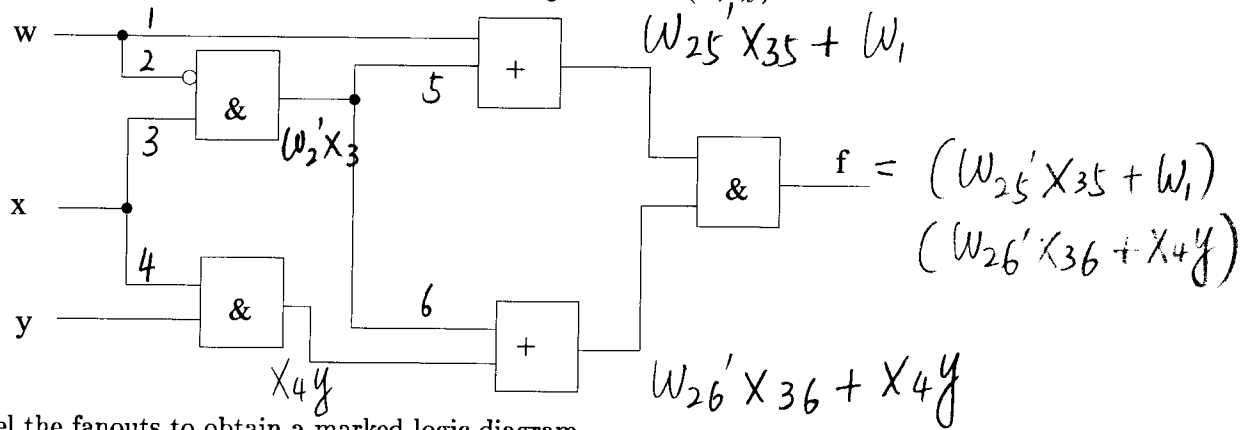 w 1 W₂₅'X₃₅ + W₁
2 5 +
&
3 W₂'X₃
& f = (W₂₅'X₃₅ + W₁)
x (W₂₆'X₃₆ + X₄y)
4
& 6
y +
X₄y W₂₆'X₃₆ + X₄y
el the fanouts to obtain a marked logic diagram